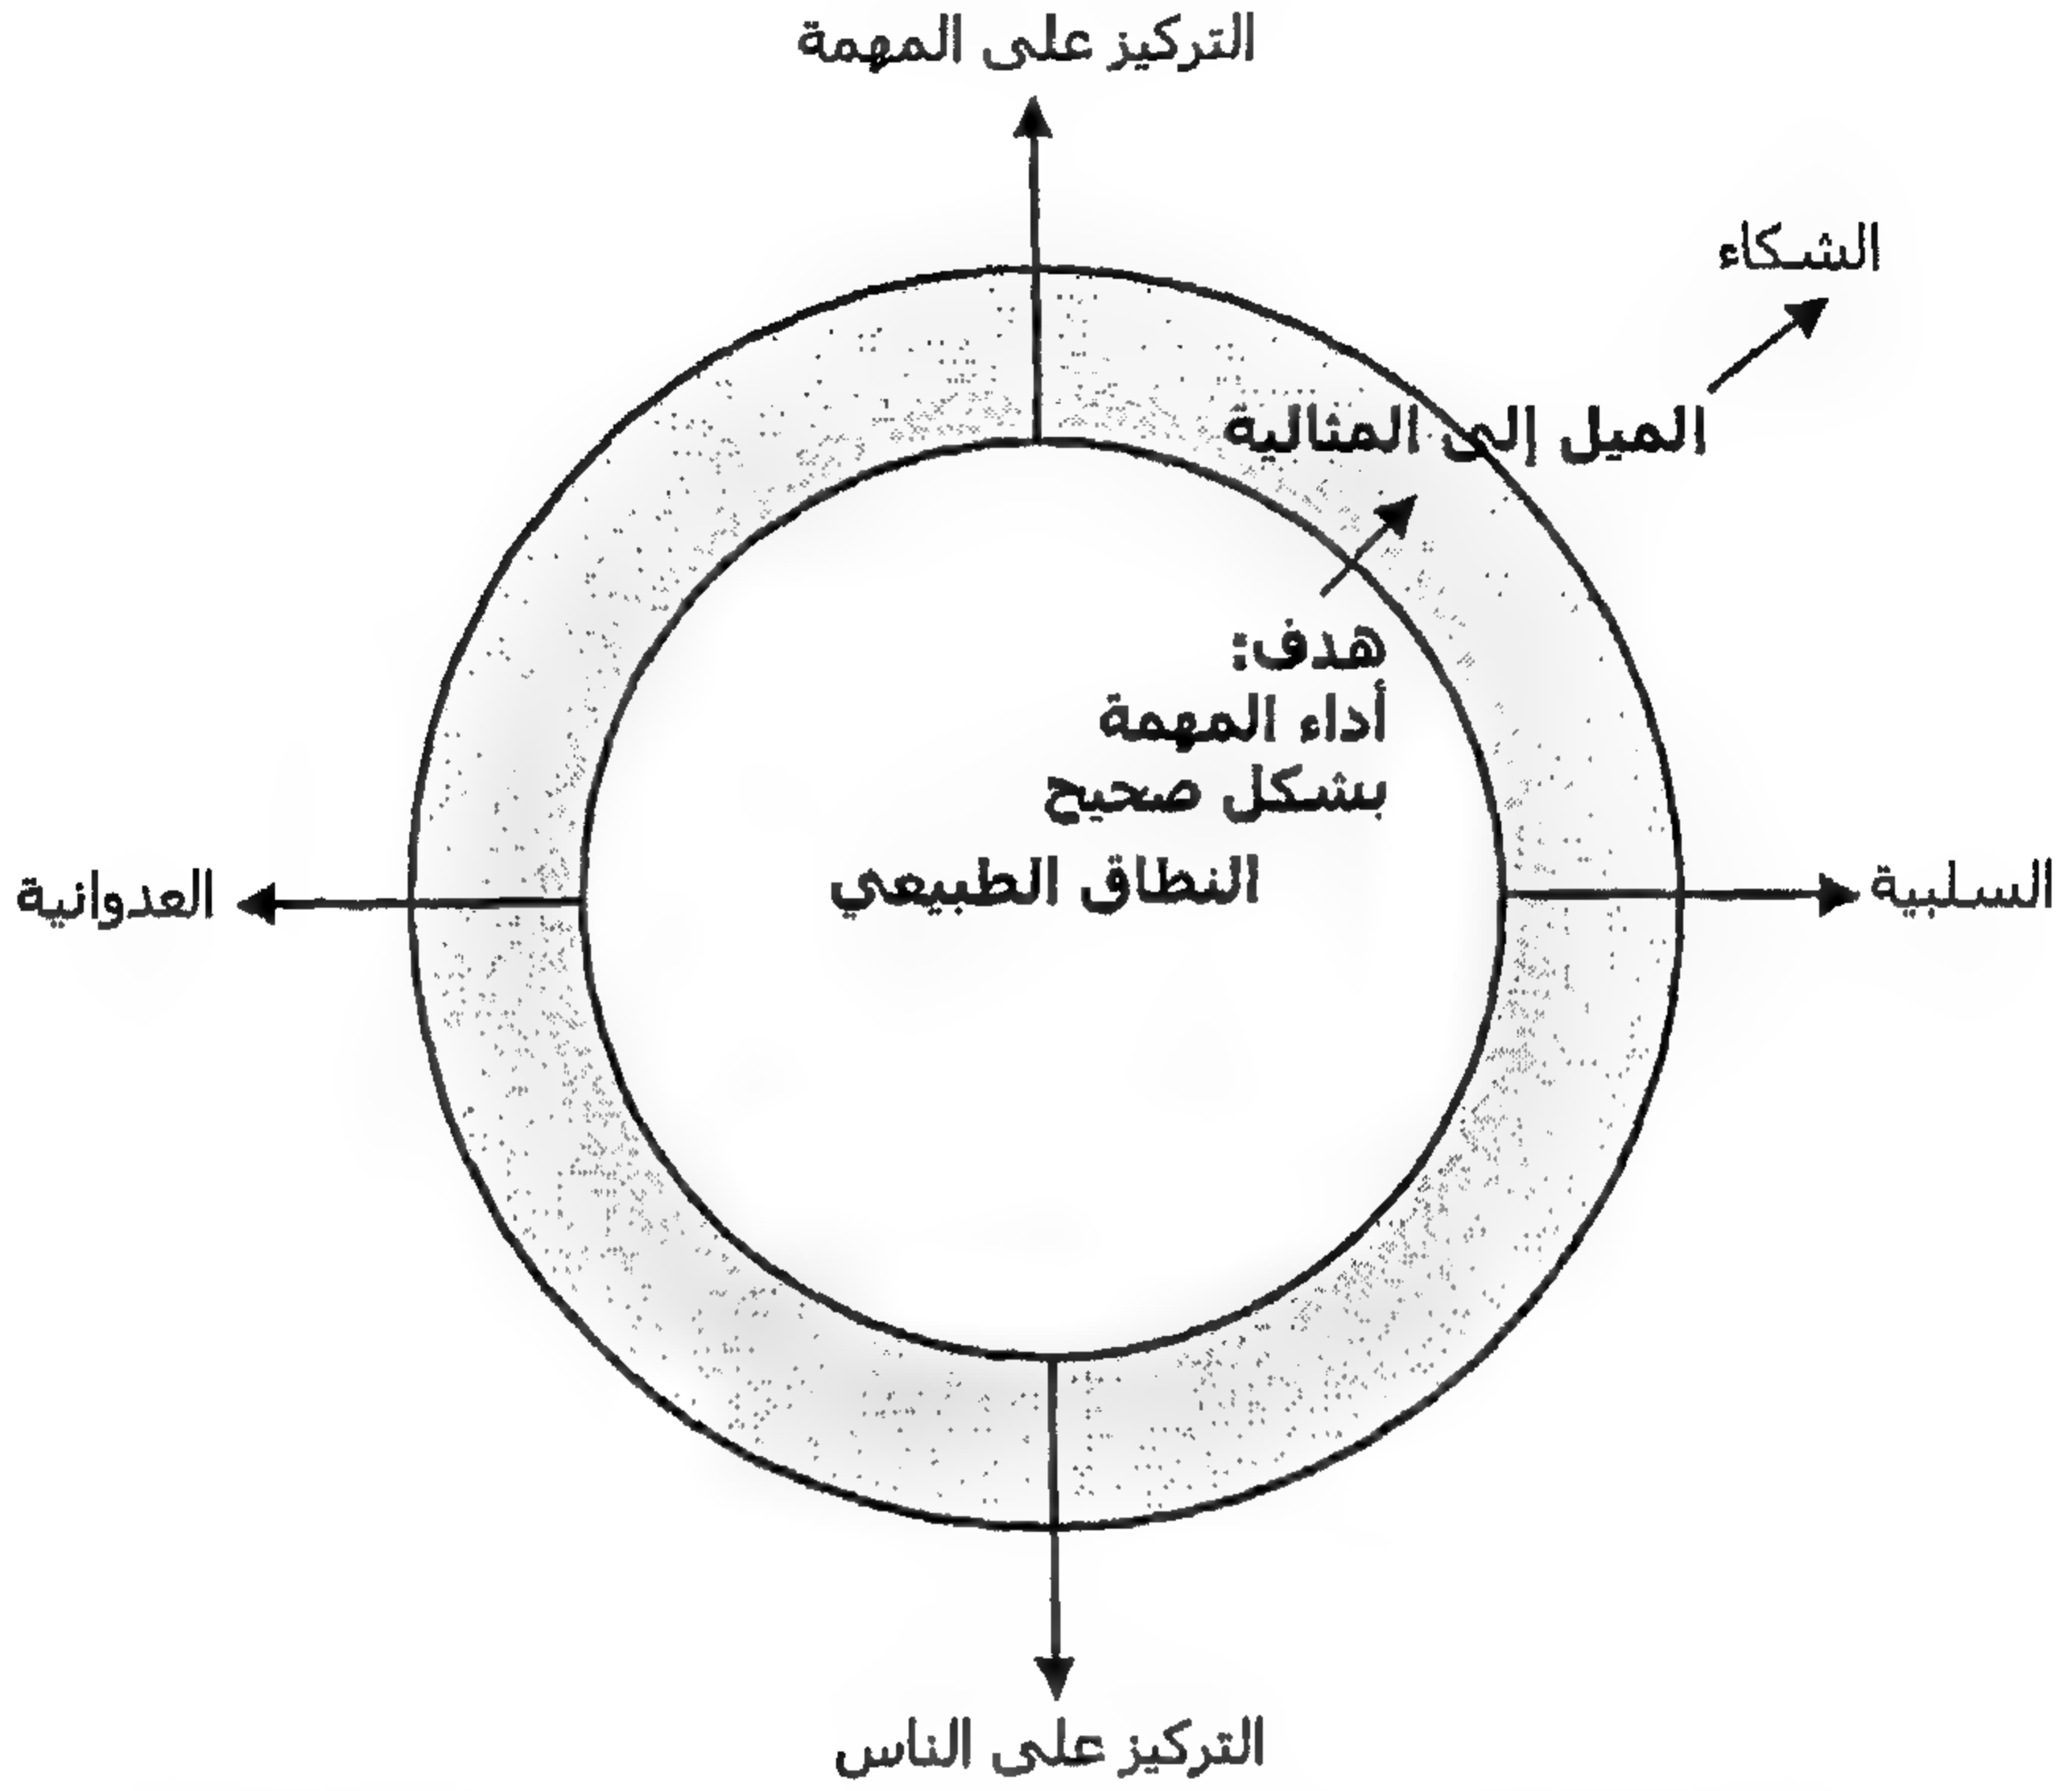 التركيز على المهمة
الشكاء
الميل إلى المثالية
هدف:
أداء المهمة
بشكل صحيح
النطاق الطبيعي
السلبية
العدوانية
التركيز على الناس